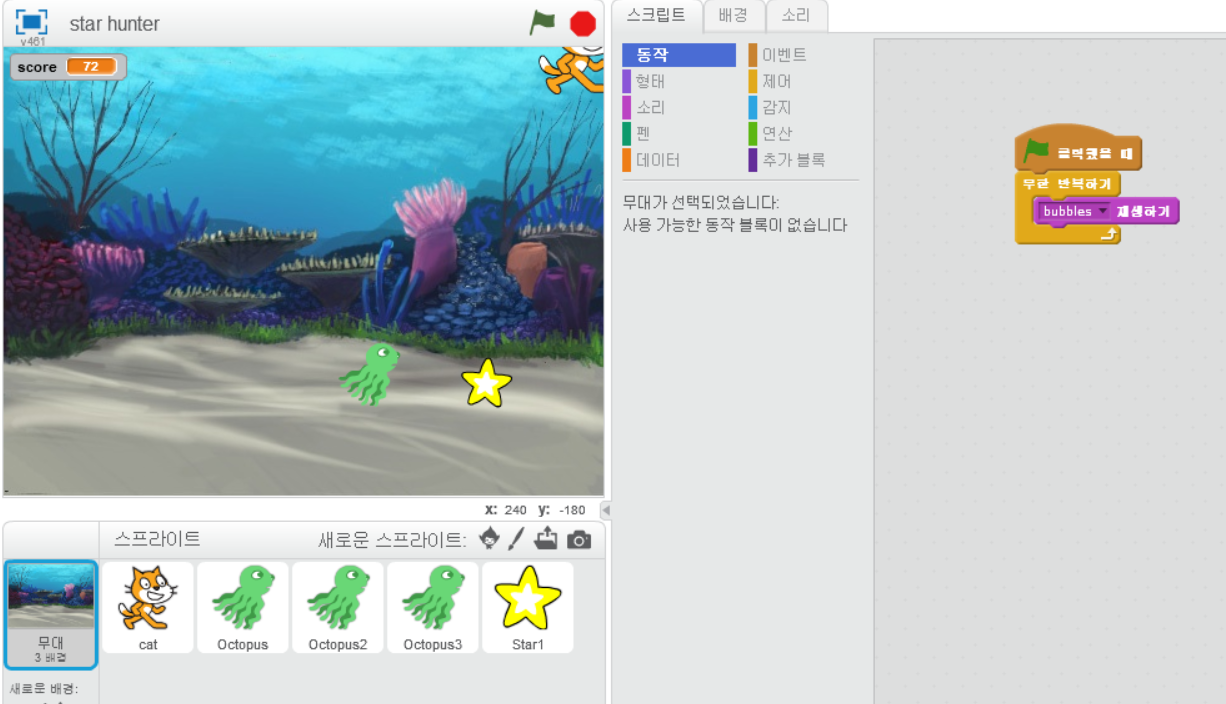 star hunter
v461
score 72
x: 240 y: -180
스프라이트
새로운 스프라이트:
무대
3 배경
cat
Octopus
Octopus2
Octopus3
Star1
새로운 배경:
스크립트
배경
소리
동작
이벤트
형태
제어
소리
감지
펜
연산
데이터
추가 블록
무대가 선택되었습니다:
사용 가능한 동작 블록이 없습니다
클릭했을 때
무한 반복하기
bubbles 재생하기